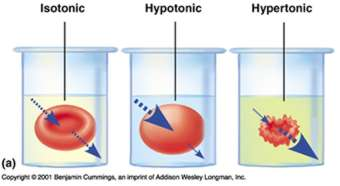 Isotonic Hypotonic Hypertonic
(a)
Copyright © 2001 Benjamin Cummings, an imprint of Addison Wesley Longman, Inc.